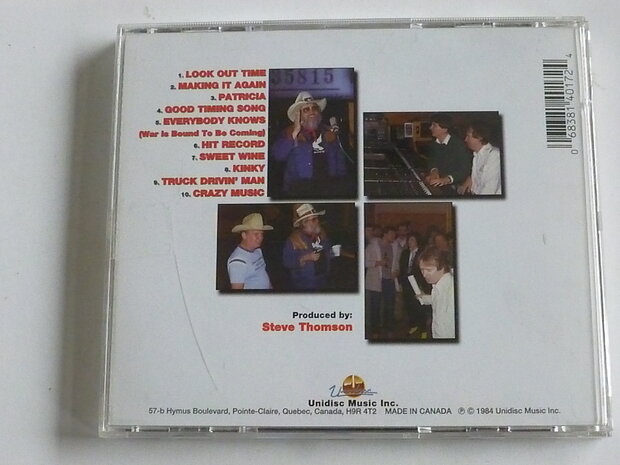 1. LOOK OUT TIME
2. MAKING IT AGAIN
3. PATRICIA
4. GOOD TIMING SONG
5. EVERYBODY KNOWS
(War Is Bound To Be Coming)
6. HIT RECORD
7. SWEET WINE
8. KINKY
9. TRUCK DRIVIN' MAN
10. CRAZY MUSIC
35815
0 68381 40172 4
Produced by:
Steve Thomson
Unidisc Music Inc.
57-b Hymus Boulevard, Pointe-Claire, Quebec, Canada, H9R 4T2 MADE IN CANADA ℗ © 1984 Unidisc Music Inc.